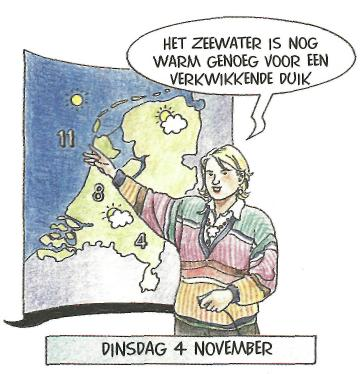 HET ZEEWATER IS NOG
WARM GENOEG VOOR EEN
VERKWIKKENDE DUIK
11
8
4
DINSDAG 4 NOVEMBER